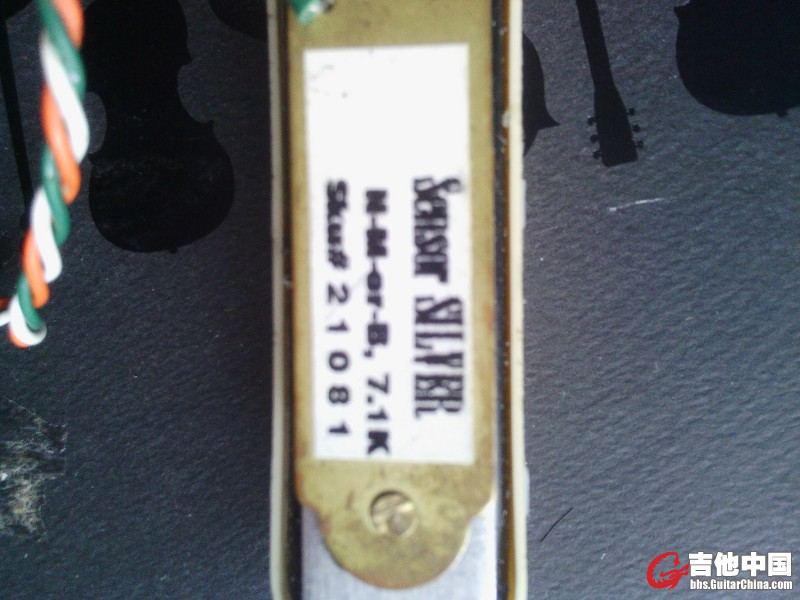 Sensor SILVER
N-M-or-B, 7.1K
Sku# 21081
吉他中国
bbs.GuitarChina.com